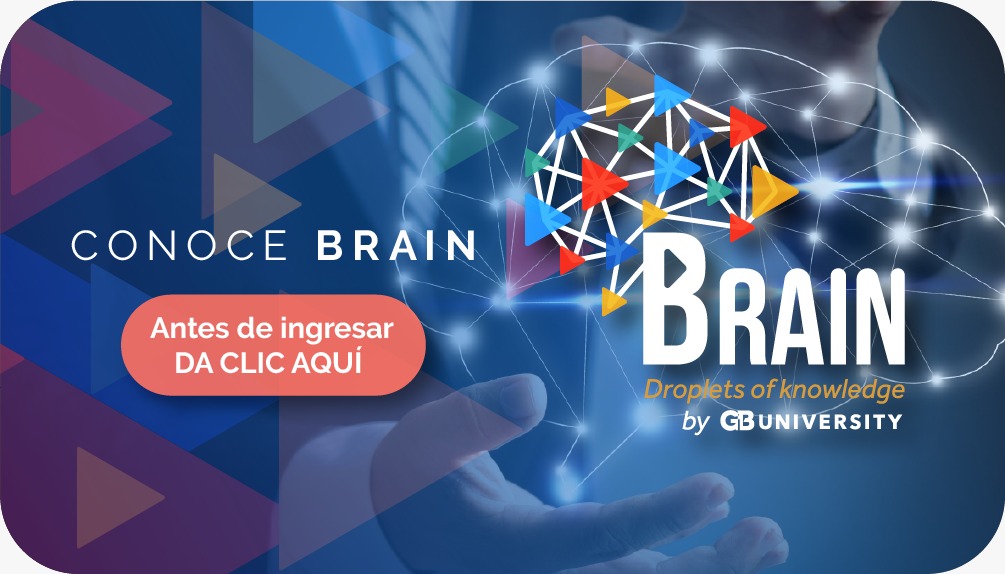 CONOCE BRAIN
Antes de ingresar
DA CLIC AQUÍ
BRAIN
Droplets of knowledge
by GB UNIVERSITY